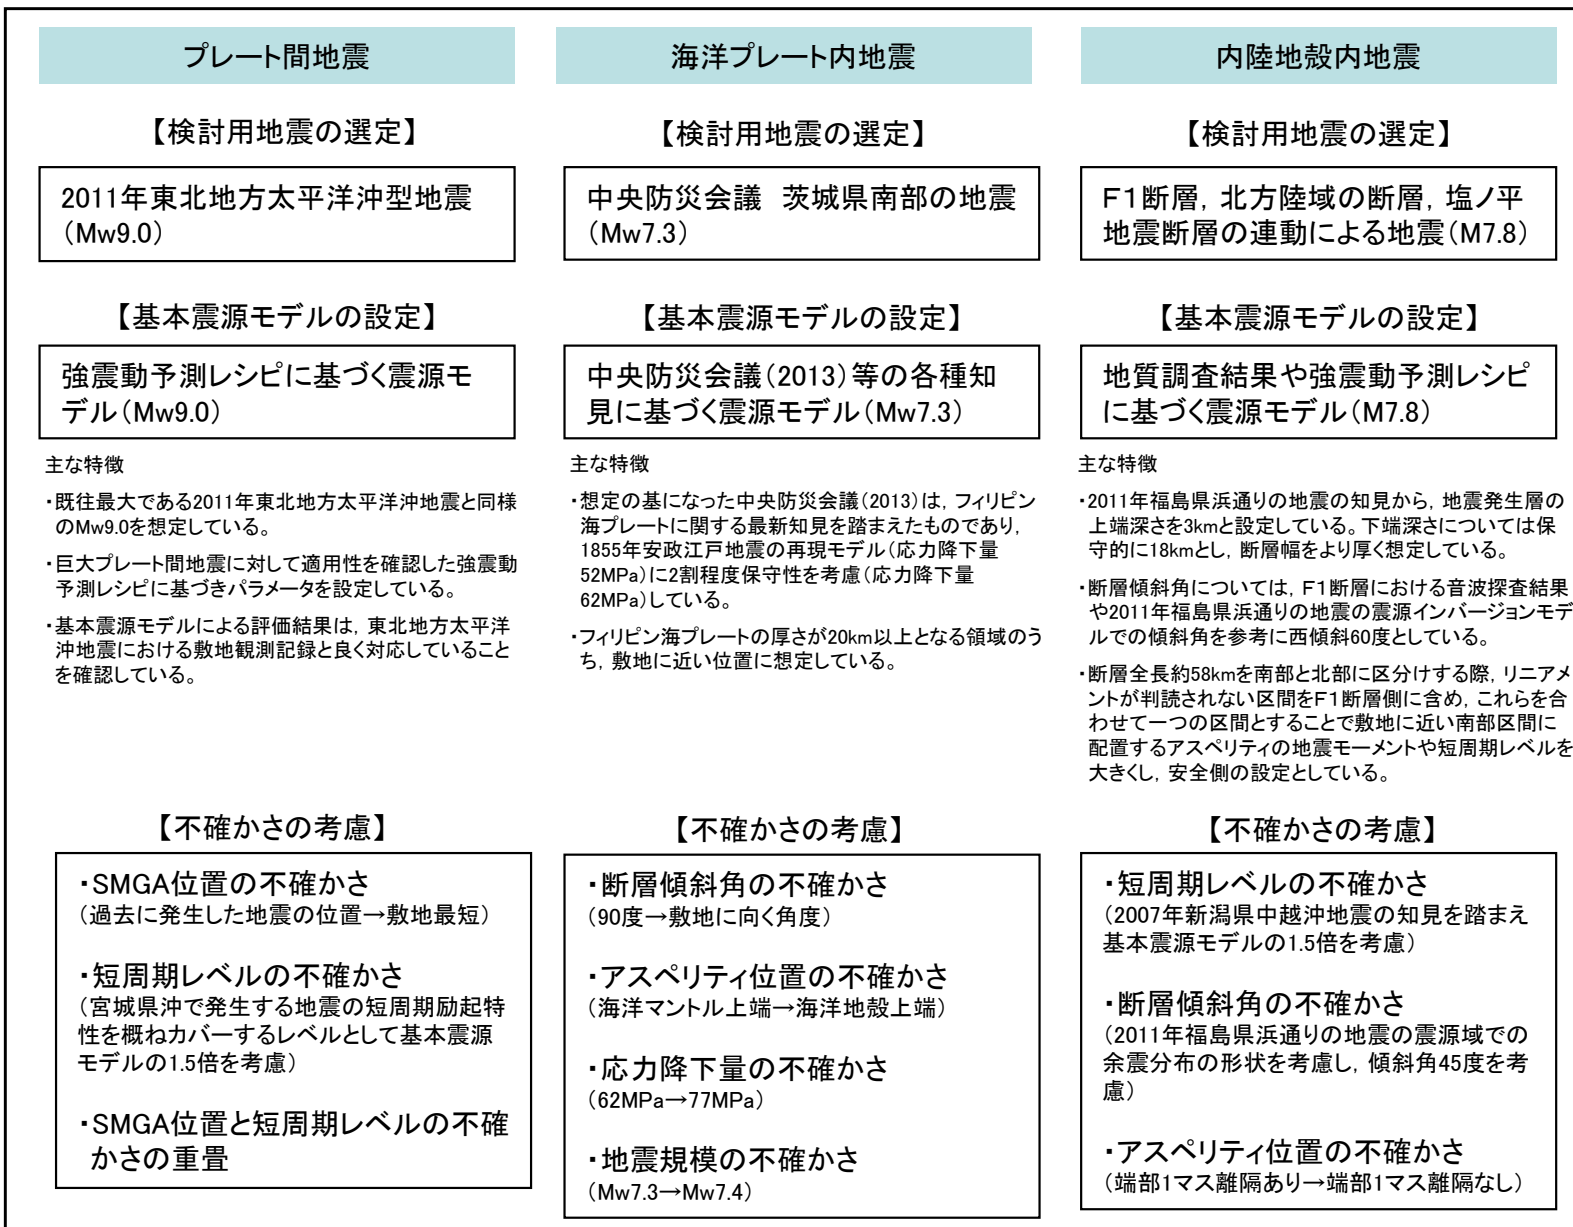 プレート間地震
【検討用地震の選定】
2011年東北地方太平洋沖型地震
（Mw9.0）
【基本震源モデルの設定】
強震動予測レシピに基づく震源モ
デル（Mw9.0）
主な特徴
・既往最大である2011年東北地方太平洋沖地震と同様
のMw9.0を想定している。
・巨大プレート間地震に対して適用性を確認した強震動
予測レシピに基づきパラメータを設定している。
・基本震源モデルによる評価結果は，東北地方太平洋
沖地震における敷地観測記録と良く対応していること
を確認している。
【不確かさの考慮】
・SMGA位置の不確かさ
（過去に発生した地震の位置→敷地最短）
・短周期レベルの不確かさ
（宮城県沖で発生する地震の短周期励起特
性を概ねカバーするレベルとして基本震源
モデルの1.5倍を考慮）
・SMGA位置と短周期レベルの不確
かさの重畳
海洋プレート内地震
【検討用地震の選定】
中央防災会議　茨城県南部の地震
（Mw7.3）
【基本震源モデルの設定】
中央防災会議（2013）等の各種知
見に基づく震源モデル（Mw7.3）
主な特徴
・想定の基になった中央防災会議（2013）は，フィリピン
海プレートに関する最新知見を踏まえたものであり，
1855年安政江戸地震の再現モデル（応力降下量
52MPa）に2割程度保守性を考慮（応力降下量
62MPa）している。
・フィリピン海プレートの厚さが20km以上となる領域のう
ち，敷地に近い位置に想定している。
【不確かさの考慮】
・断層傾斜角の不確かさ
（90度→敷地に向く角度）
・アスペリティ位置の不確かさ
（海洋マントル上端→海洋地殻上端）
・応力降下量の不確かさ
（62MPa→77MPa）
・地震規模の不確かさ
（Mw7.3→Mw7.4）
内陸地殻内地震
【検討用地震の選定】
Ｆ１断層，北方陸域の断層，塩ノ平
地震断層の連動による地震（M7.8）
【基本震源モデルの設定】
地質調査結果や強震動予測レシピ
に基づく震源モデル（M7.8）
主な特徴
・2011年福島県浜通りの地震の知見から，地震発生層の
上端深さを3kmと設定している。下端深さについては保
守的に18kmとし，断層幅をより厚く想定している。
・断層傾斜角については，Ｆ１断層における音波探査結果
や2011年福島県浜通りの地震の震源インバージョンモデ
ルでの傾斜角を参考に西傾斜60度としている。
・断層全長約58kmを南部と北部に区分けする際，リニアメ
ントが判読されない区間をＦ１断層側に含め，これらを合
わせて一つの区間とすることで敷地に近い南部区間に
配置するアスペリティの地震モーメントや短周期レベルを
大きくし，安全側の設定としている。
【不確かさの考慮】
・短周期レベルの不確かさ
（2007年新潟県中越沖地震の知見を踏まえ
基本震源モデルの1.5倍を考慮）
・断層傾斜角の不確かさ
（2011年福島県浜通りの地震の震源域での
余震分布の形状を考慮し，傾斜角45度を考
慮）
・アスペリティ位置の不確かさ
（端部1マス離隔あり→端部1マス離隔なし）